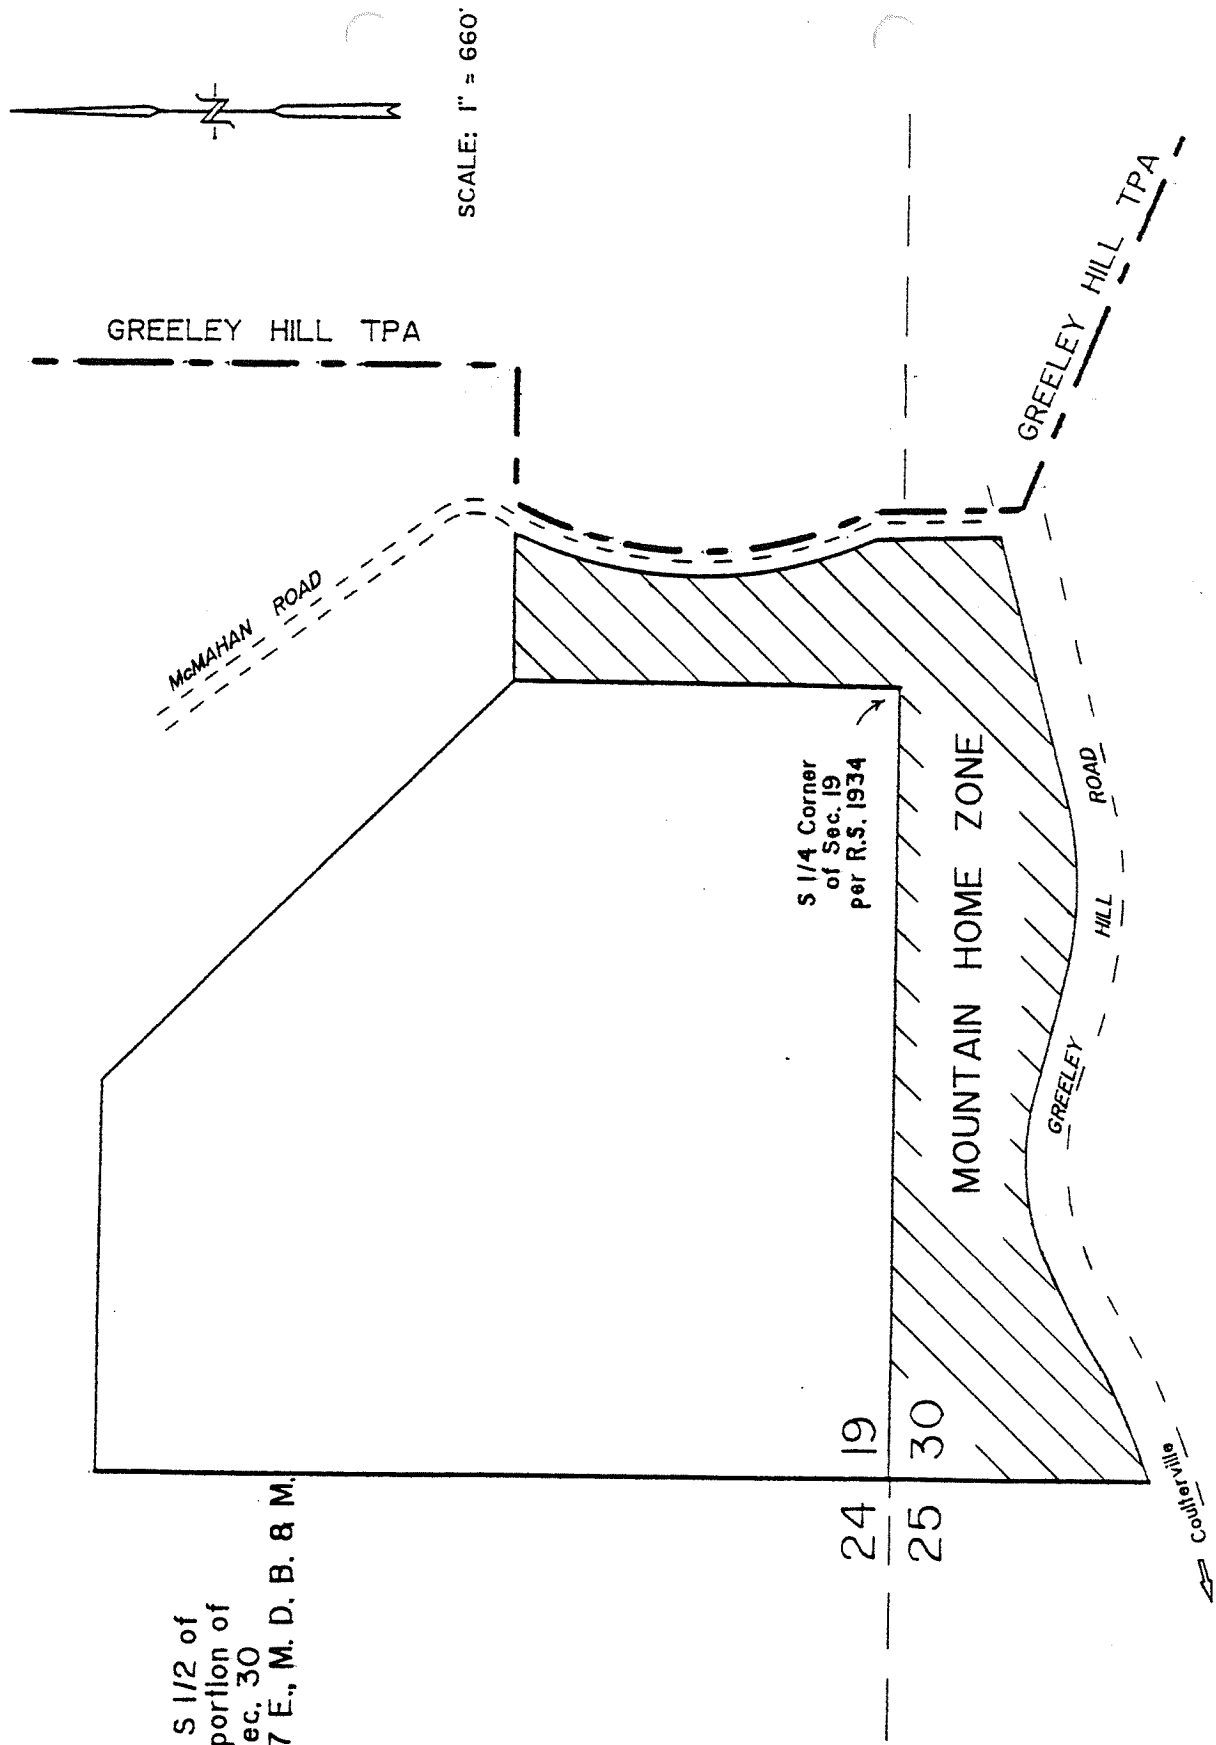 N
SCALE: 1" = 660'
GREELEY HILL TPA
McMAHAN ROAD
GREELEY HILL TPA
S 1/4 Corner
of Sec. 19
per R.S. 1934
MOUNTAIN HOME ZONE
GREELEY HILL ROAD
24 19
25 30
Coulterville
S 1/2 of
portion of
ec. 30
7 E., M. D. B. & M.